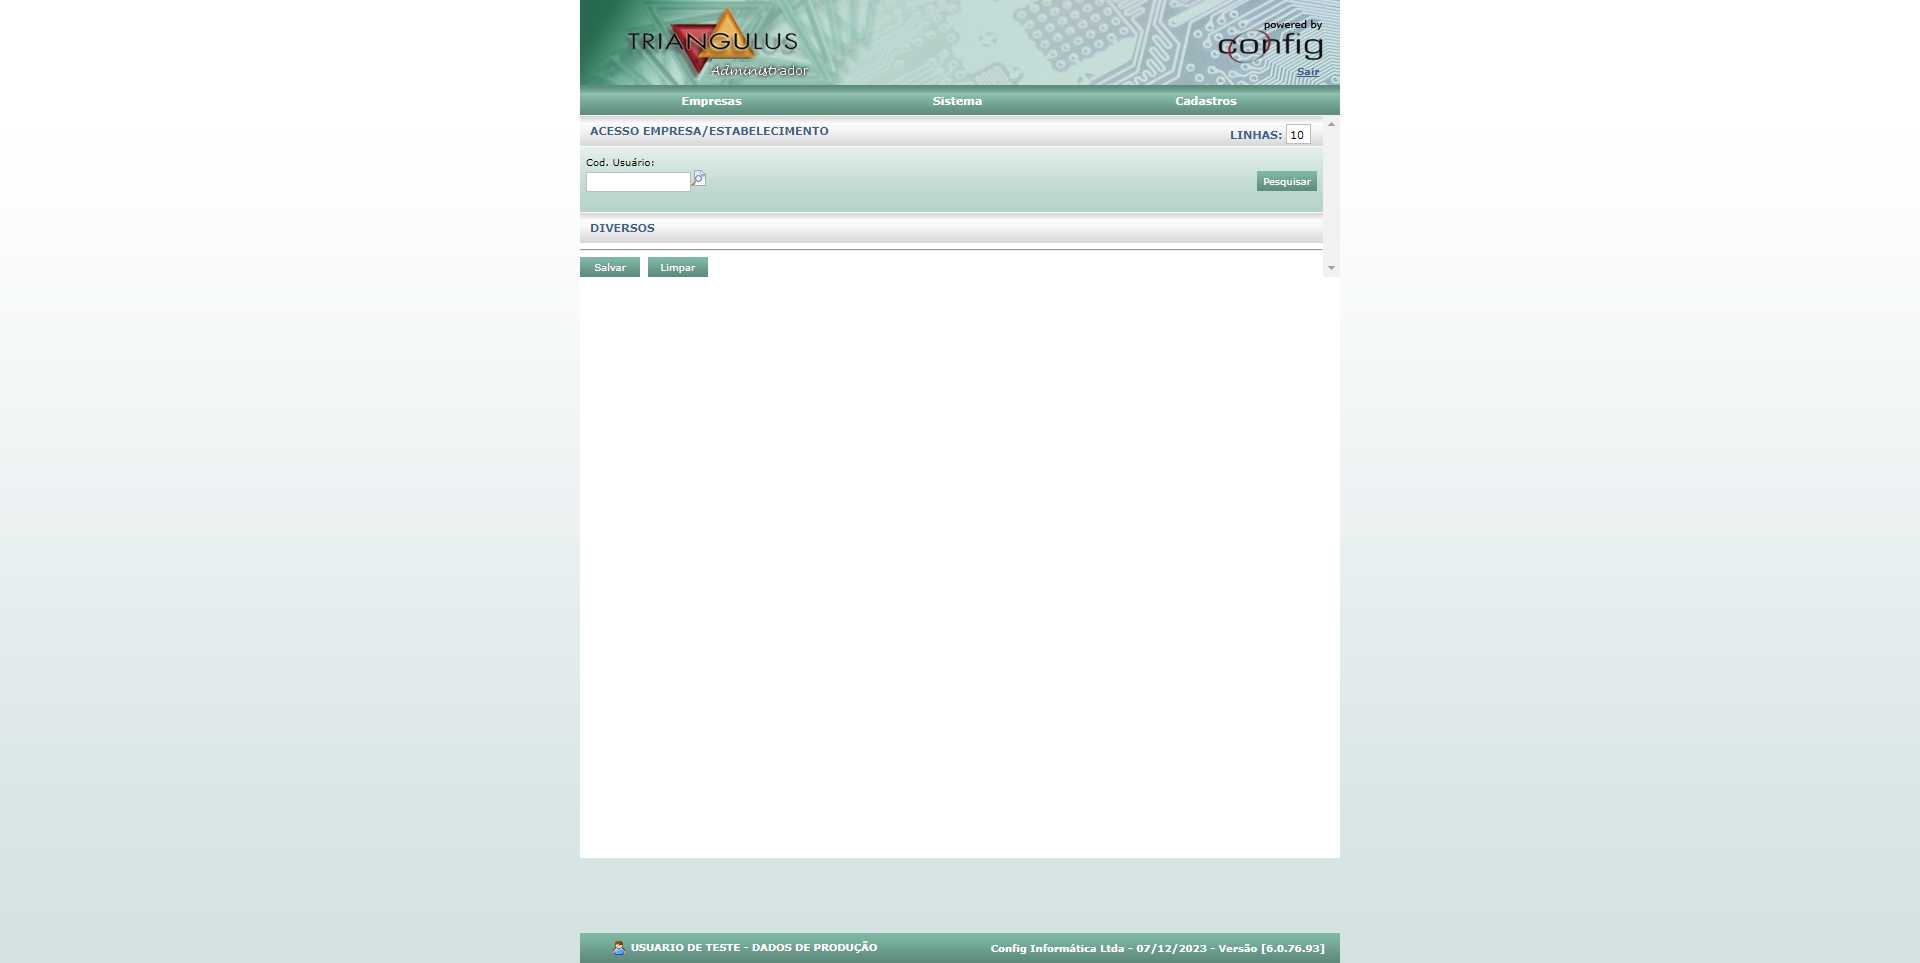 TRIANGULUS
Administrador
powered by
config
Sair
Empresas Sistema Cadastros
ACESSO EMPRESA/ESTABELECIMENTO
LINHAS: 10
Cod. Usuário:
Pesquisar
DIVERSOS
Salvar Limpar
USUARIO DE TESTE - DADOS DE PRODUÇÃO
Config Informática Ltda - 07/12/2023 - Versão [6.0.76.93]